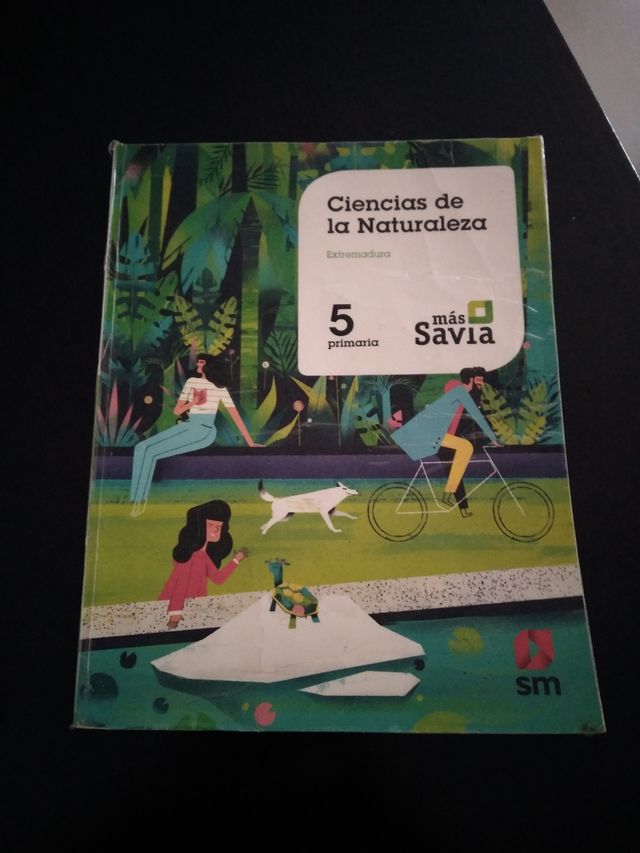 Ciencias de
la Naturaleza
Extremadura
5
primaria
más
Savia
sm